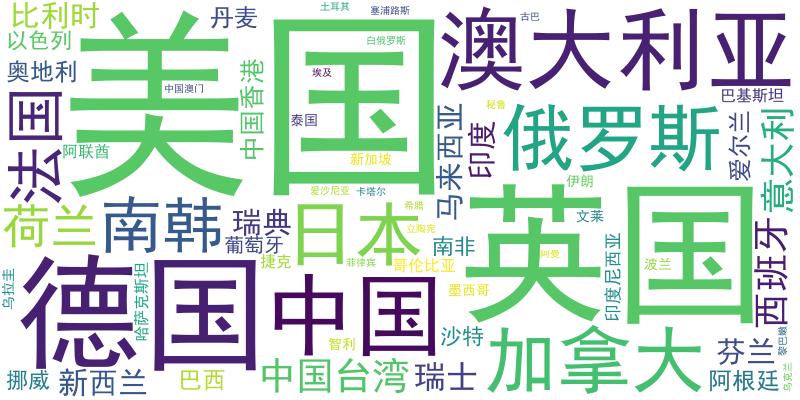 比利时
丹麦
土耳其
塞浦路斯
古巴
澳大利亚
以色列
美国
白俄罗斯
奥地利
中国香港
埃及
中国澳门
巴基斯坦
法国
泰国
秘鲁
俄罗斯
爱尔兰
意大利
马来西亚
印度
阿联酋
新加坡
爱沙尼亚
卡塔尔
伊朗
英国
荷兰
南韩
瑞典
日本
希腊
文莱
立陶宛
葡萄牙
南非
西班牙
捷克
菲律宾
哥伦比亚
阿曼
印度尼西亚
波兰
乌拉圭
德国
哈萨克斯坦
中国
墨西哥
智利
沙特
加拿大
芬兰
黎巴嫩
挪威
新西兰
巴西
中国台湾
瑞士
阿根廷
乌克兰